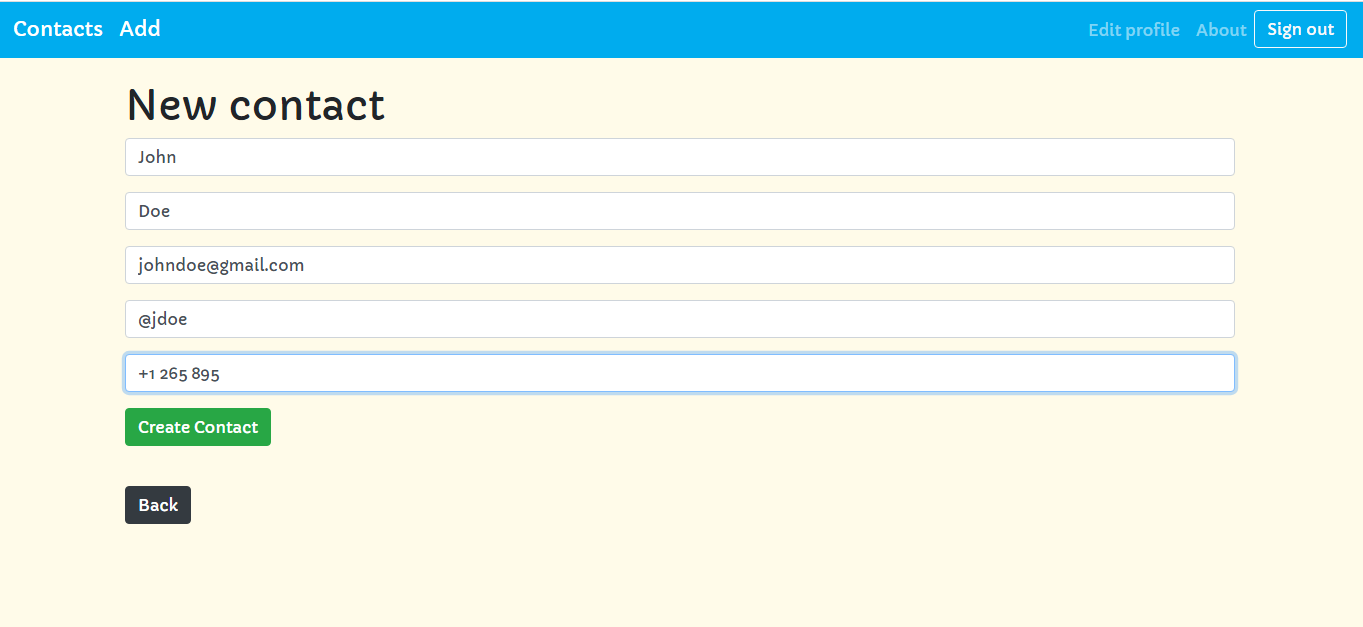 Contacts Add Edit profile About Sign out
New contact
John
Doe
johndoe@gmail.com
@jdoe
+1 265 895
Create Contact
Back